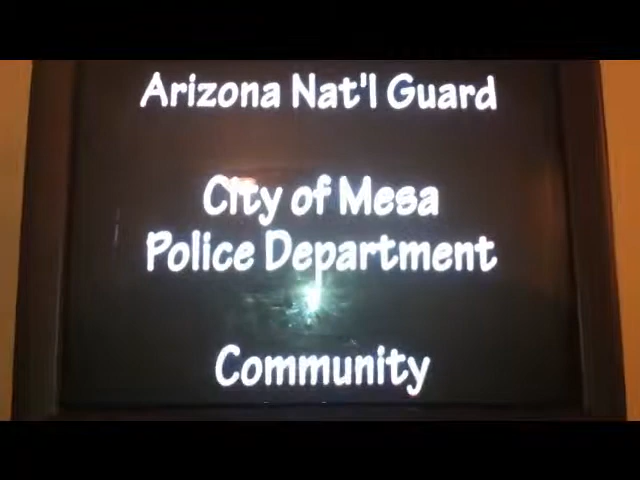 Arizona Nat'l Guard
City of Mesa
Police Department
Community